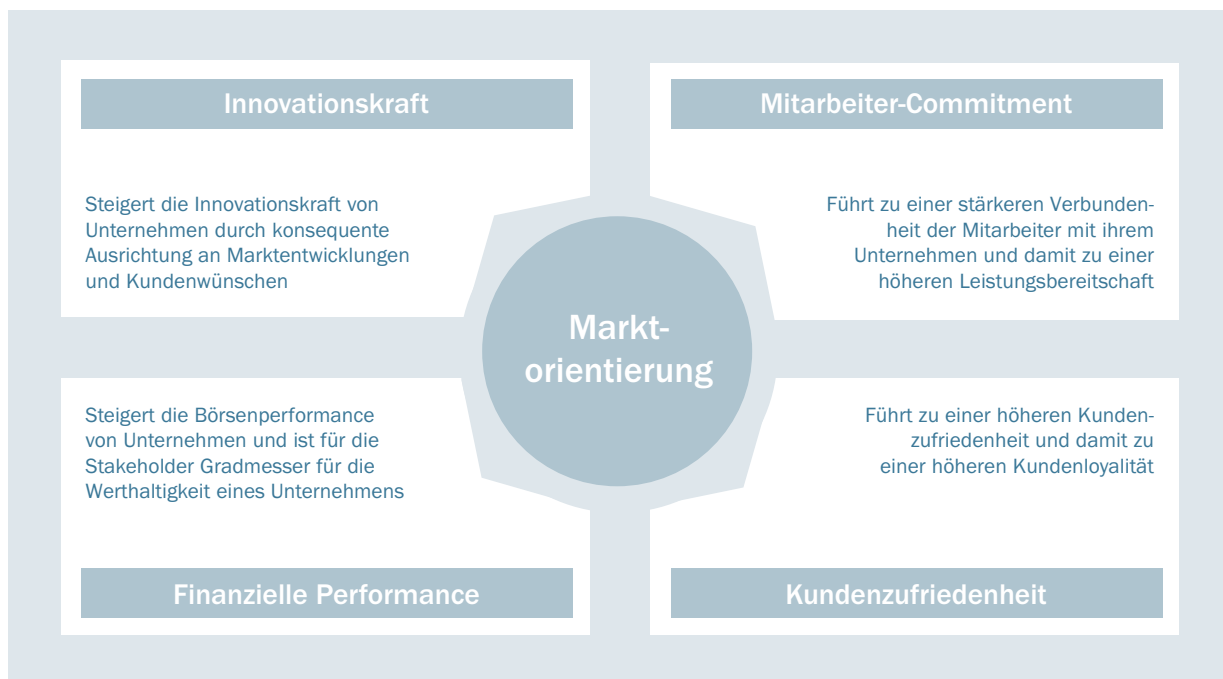 Innovationskraft
Steigert die Innovationskraft von
Unternehmen durch konsequente
Ausrichtung an Marktentwicklungen
und Kundenwünschen
Mitarbeiter-Commitment
Führt zu einer stärkeren Verbunden-
heit der Mitarbeiter mit ihrem
Unternehmen und damit zu einer
höheren Leistungsbereitschaft
Markt-
orientierung
Steigert die Börsenperformance
von Unternehmen und ist für die
Stakeholder Gradmesser für die
Werthaltigkeit eines Unternehmens
Finanzielle Performance
Führt zu einer höheren Kunden-
zufriedenheit und damit zu
einer höheren Kundenloyalität
Kundenzufriedenheit